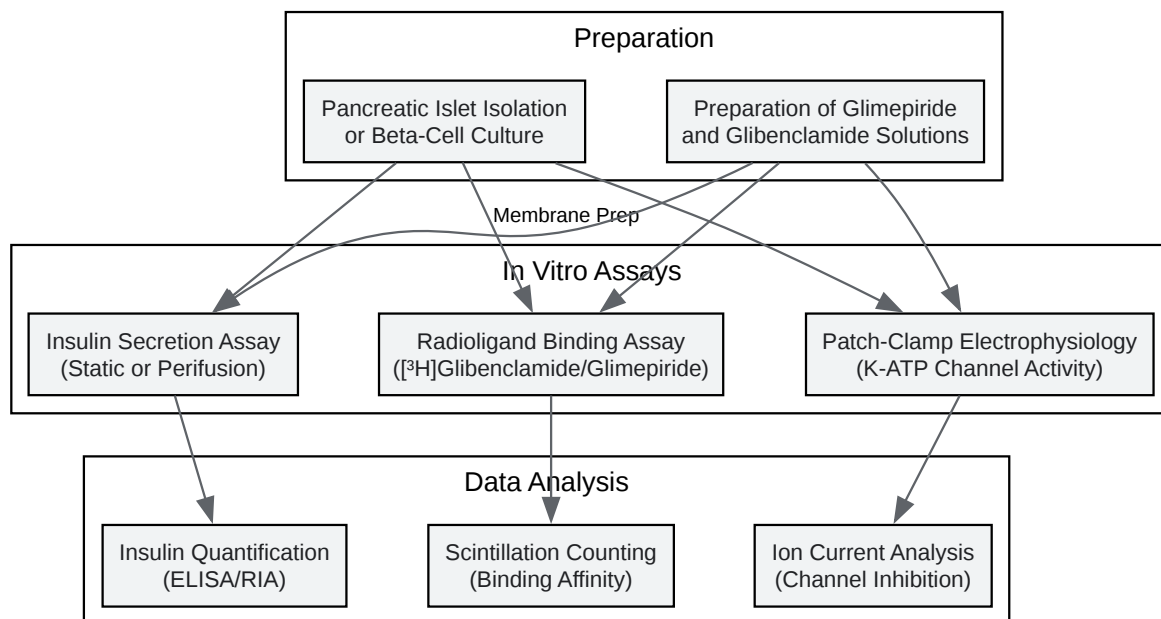 Preparation
Pancreatic Islet Isolation
or Beta-Cell Culture
Preparation of Glimepiride
and Glibenclamide Solutions
Membrane Prep
In Vitro Assays
Insulin Secretion Assay
(Static or Perifusion)
Radioligand Binding Assay
([³H]Glibenclamide/Glimepiride)
Patch-Clamp Electrophysiology
(K-ATP Channel Activity)
Data Analysis
Insulin Quantification
(ELISA/RIA)
Scintillation Counting
(Binding Affinity)
Ion Current Analysis
(Channel Inhibition)